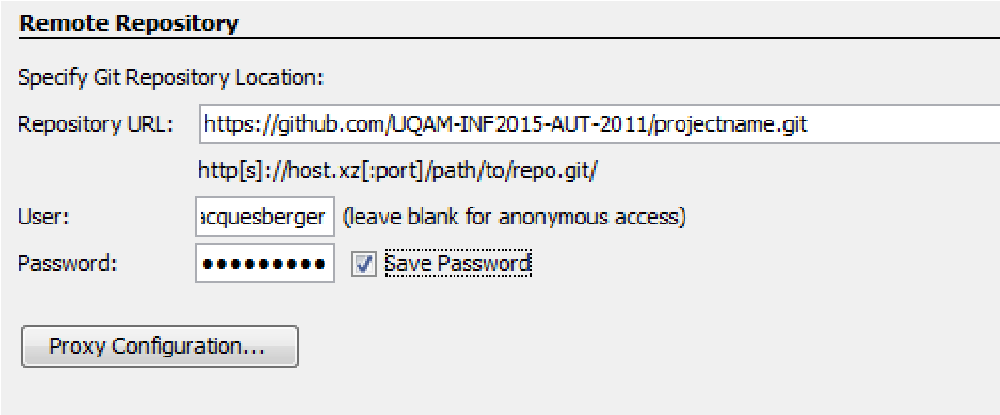 Remote Repository
Specify Git Repository Location:
Repository URL: https://github.com/UQAM-INF2015-AUT-2011/projectname.git
http[s]://host.xz[:port]/path/to/repo.git/
User: acquesberger (leave blank for anonymous access)
Password: ●●●●●●●●● Save Password
Proxy Configuration...